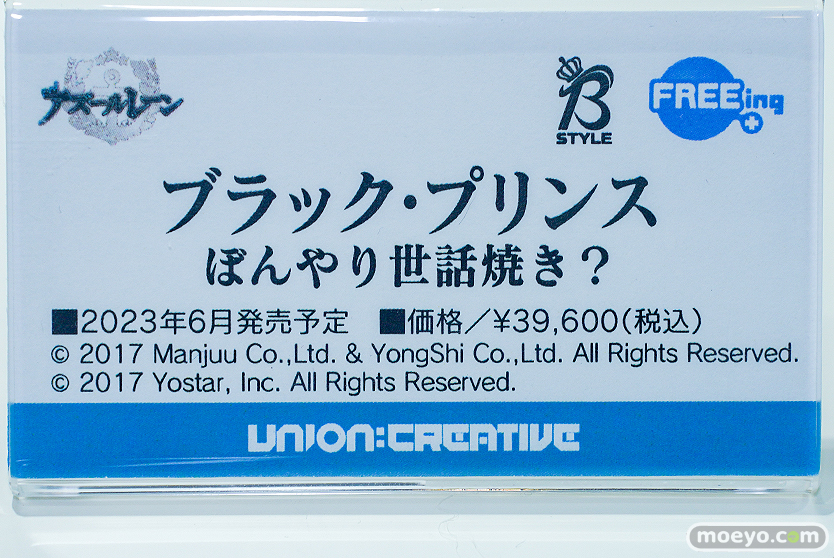 アズールレーン
B
STYLE
FREEing
ブラック・プリンス
ぼんやり世話焼き？
■2023年6月発売予定　■価格／¥39,600(税込)
© 2017 Manjuu Co.,Ltd. & YongShi Co.,Ltd. All Rights Reserved.
© 2017 Yostar, Inc. All Rights Reserved.
UNION:CREATIVE
moeyo.com